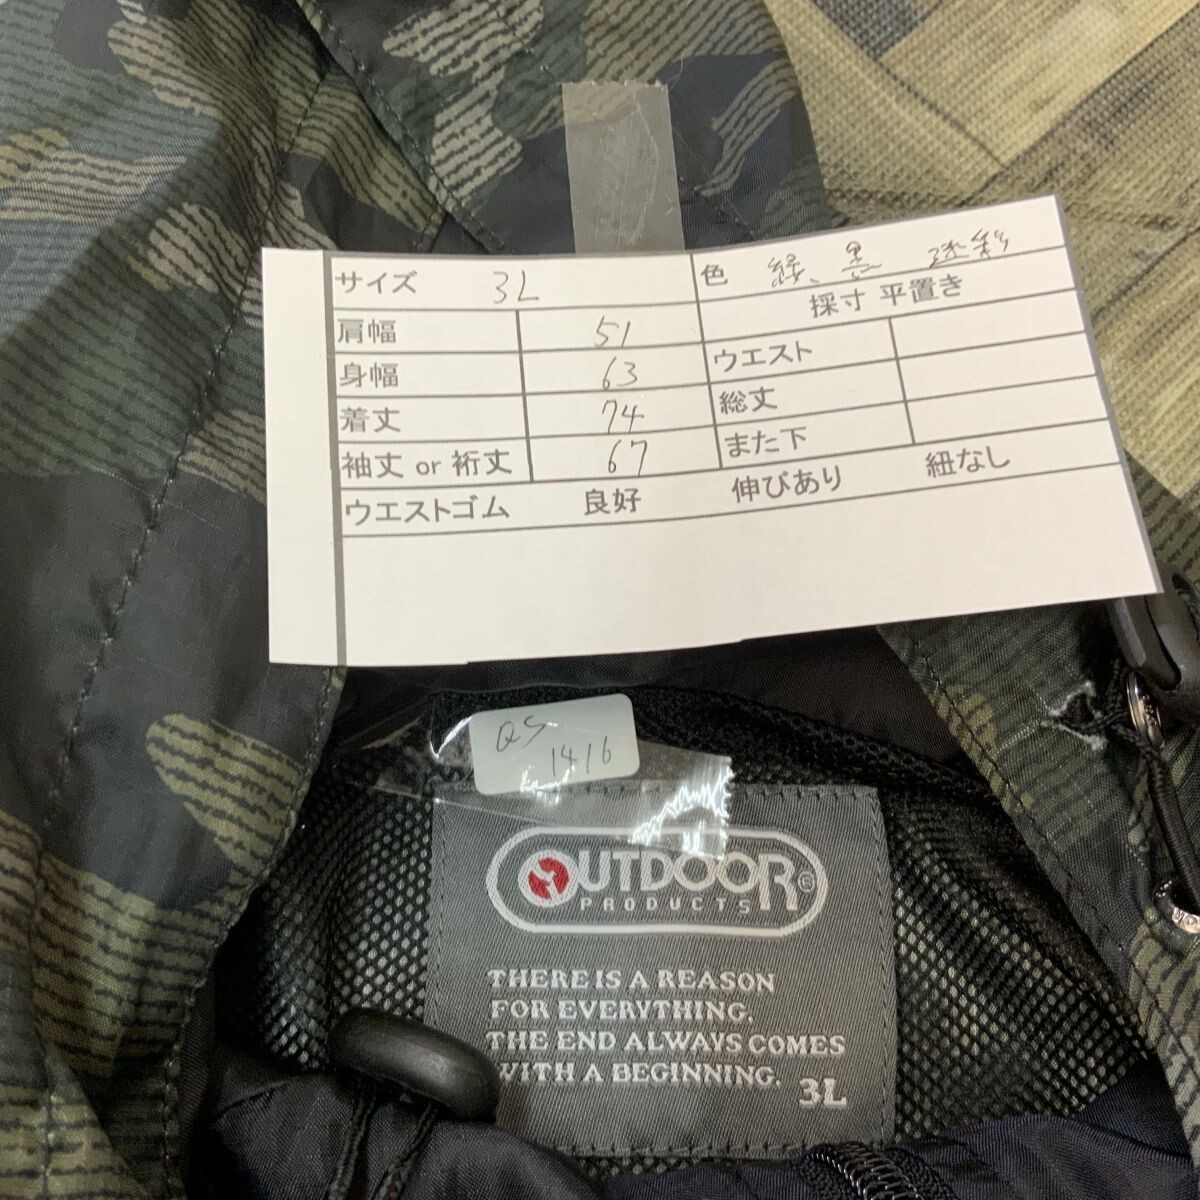 サイズ 3L 色 緑、黒 迷彩
採寸 平置き
肩幅 51
身幅 63 ウエスト
着丈 74 総丈
袖丈 or 裄丈 67 また下
ウエストゴム 良好 伸びあり 紐なし
QS
1416
OUTDOOR®
PRODUCTS
THERE IS A REASON
FOR EVERYTHING.
THE END ALWAYS COMES
WITH A BEGINNING. 3L